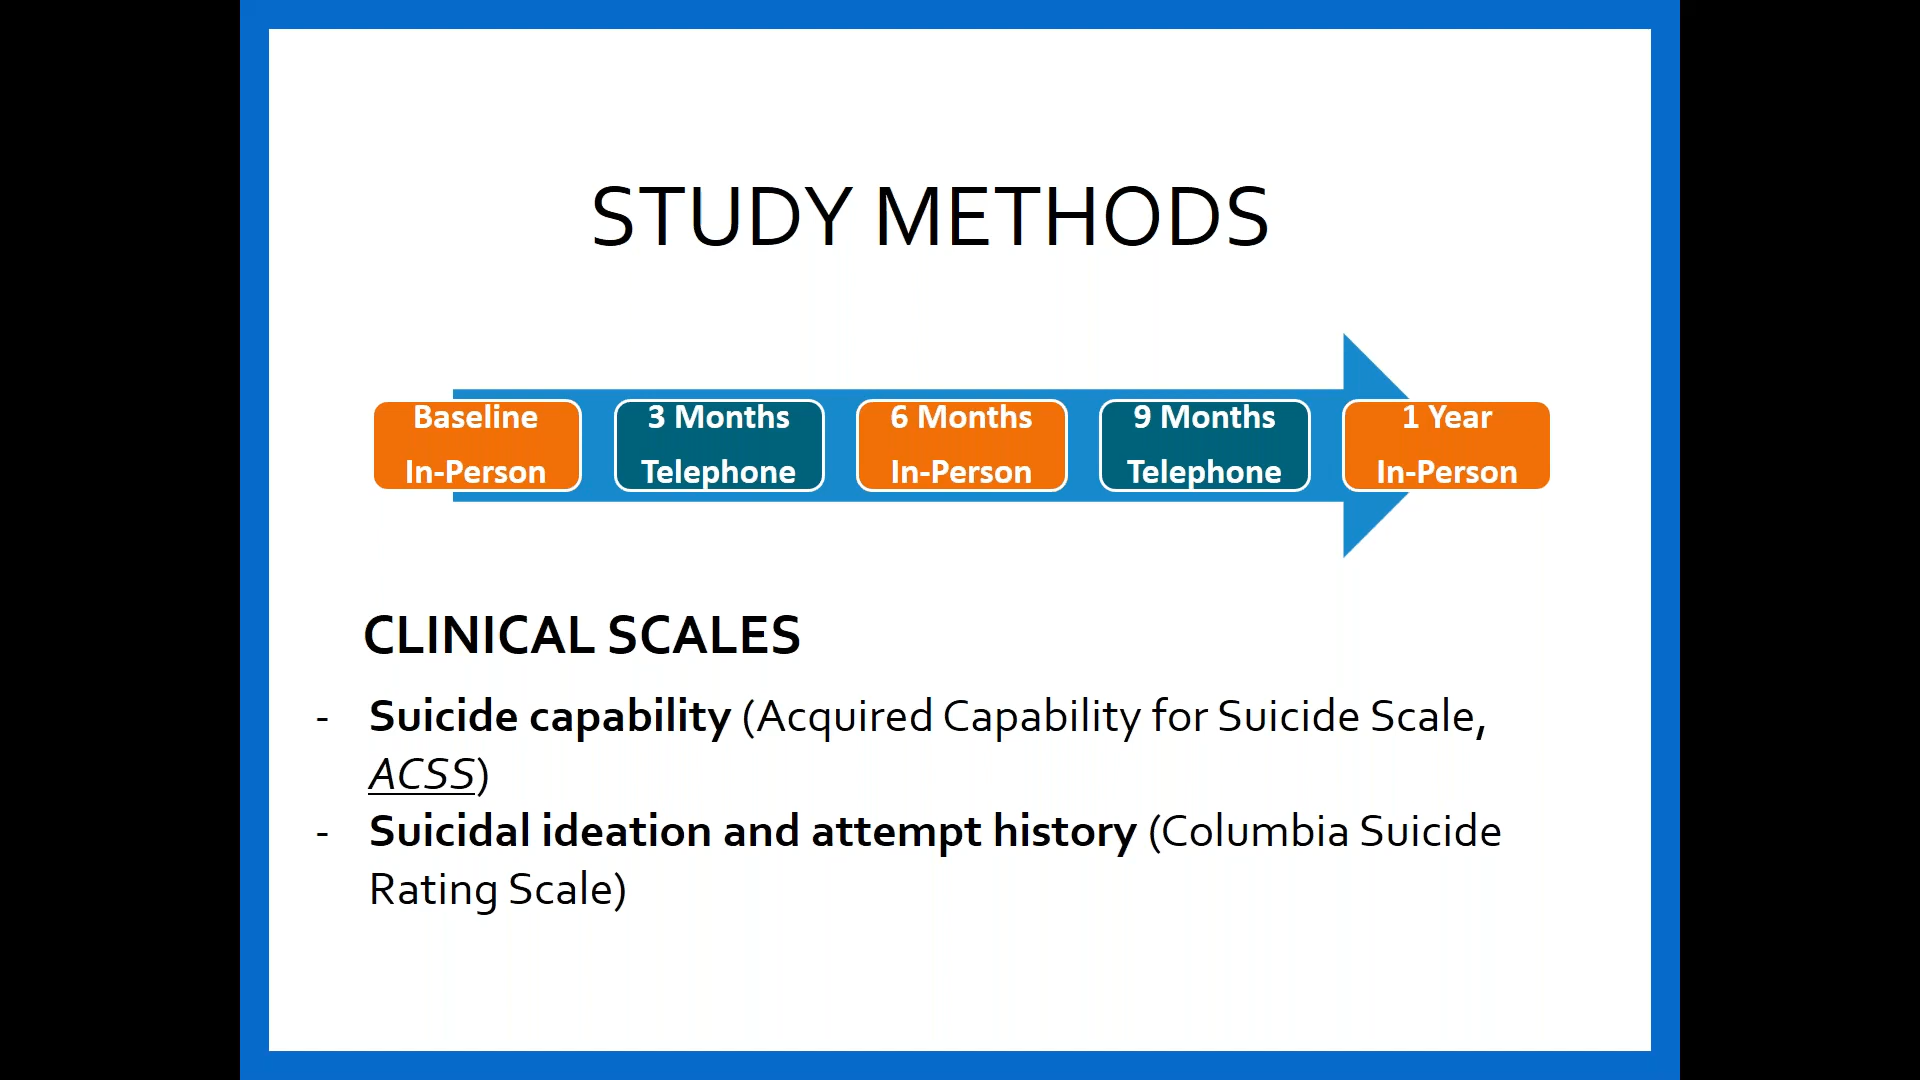 STUDY METHODS
Baseline
In-Person
3 Months
Telephone
6 Months
In-Person
9 Months
Telephone
1 Year
In-Person
CLINICAL SCALES
- Suicide capability (Acquired Capability for Suicide Scale,
ACSS)
- Suicidal ideation and attempt history (Columbia Suicide
Rating Scale)